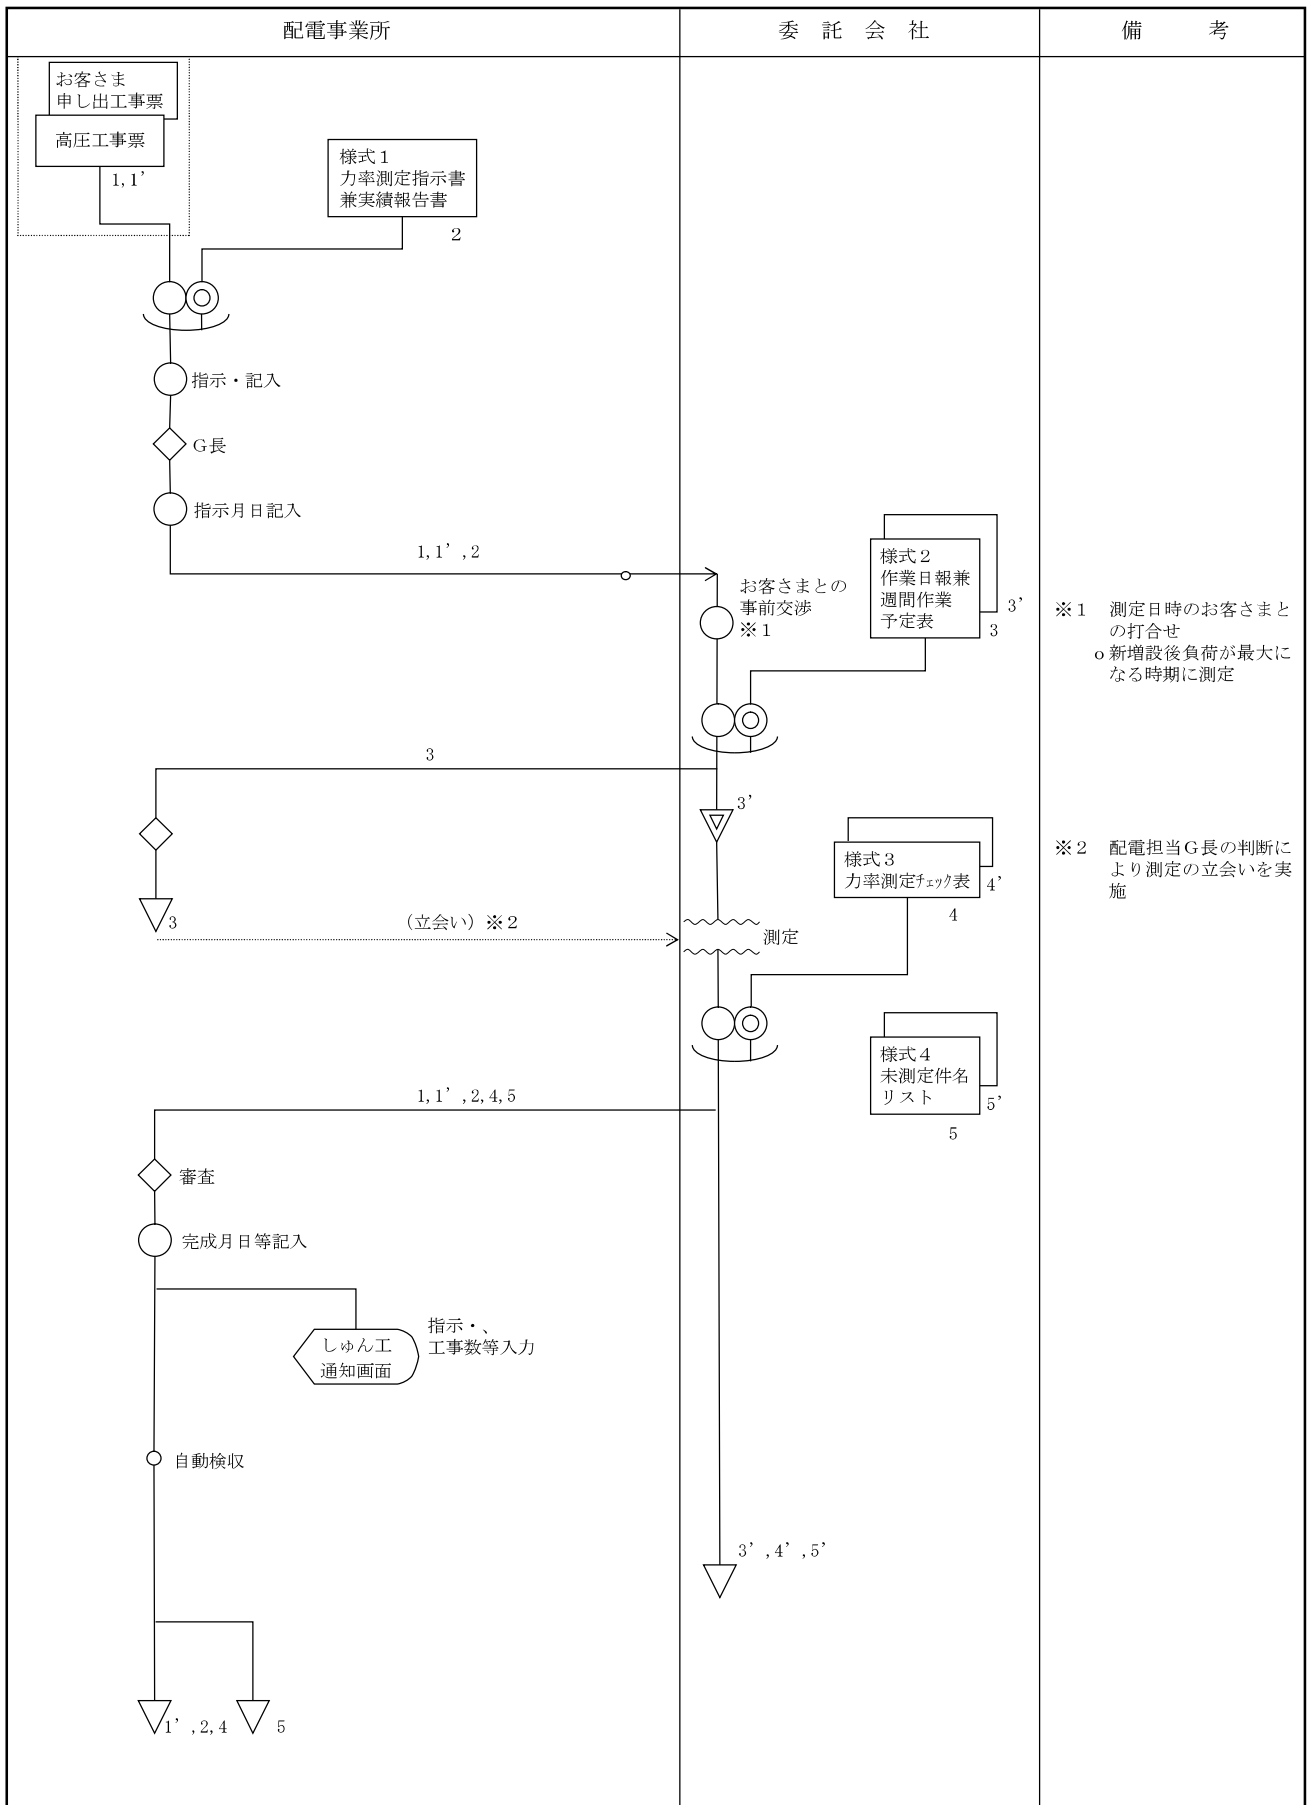 配電事業所
委 託 会 社
備 考
お客さま
申し出工事票
高圧工事票
1,1’
様式１
力率測定指示書
兼実績報告書
２
指示・記入
Ｇ長
指示月日記入
1,1’,2
お客さまとの
事前交渉
※１
様式２
作業日報兼
週間作業
予定表
3’
3
※１ 測定日時のお客さまと
の打合せ
o 新増設後負荷が最大に
なる時期に測定
3
3’
3
様式３
力率測定ﾁｪｯｸ表
4’
4
※２ 配電担当Ｇ長の判断に
より測定の立会いを実
施
（立会い）※２
測定
様式４
未測定件名
リスト
5’
5
1,1’,2,4,5
審査
完成月日等記入
しゅん工
通知画面
指示・、
工事数等入力
自動検収
3’,4’,5’
1’,2,4
5